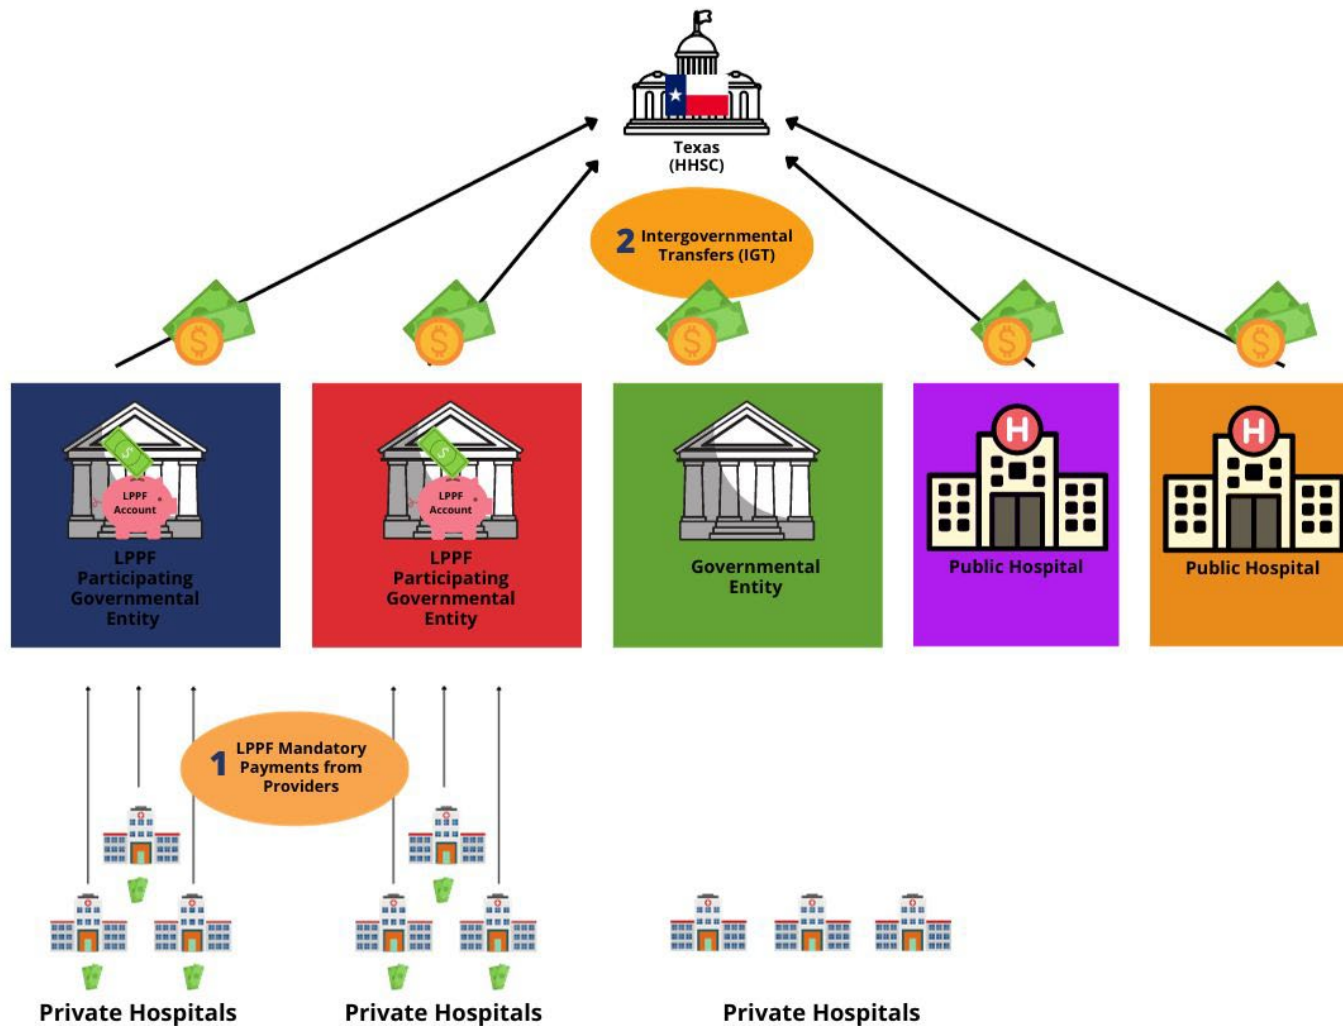 Texas
(HHSC)
2 Intergovernmental
Transfers (IGT)
$
$
$
$
$
$
LPPF
Account
LPPF
Participating
Governmental
Entity
$
LPPF
Account
LPPF
Participating
Governmental
Entity
Governmental
Entity
H
Public Hospital
H
Public Hospital
1 LPPF Mandatory
Payments from
Providers
Private Hospitals
Private Hospitals
Private Hospitals